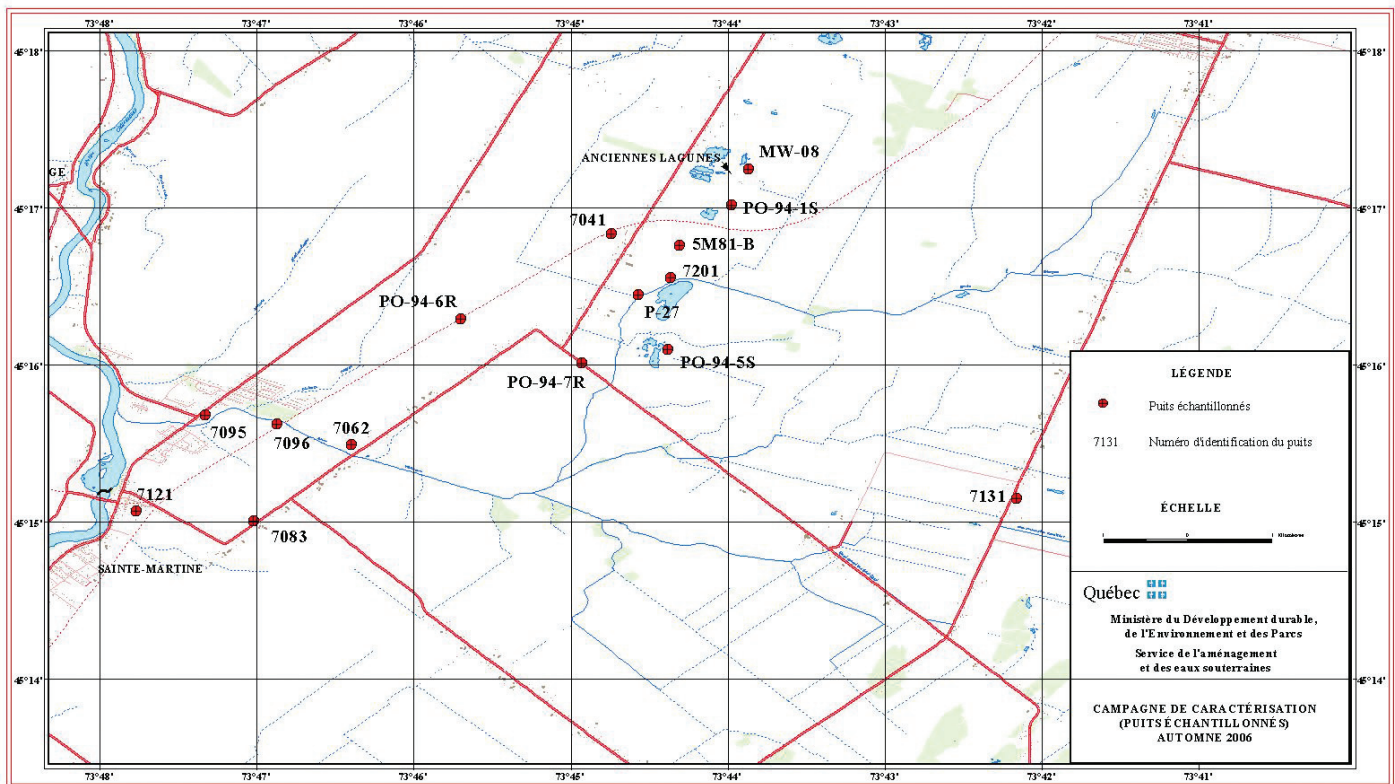 73°48' 73°47' 73°46' 73°45' 73°44' 73°43' 73°42' 73°41'
45°18' 45°18'
ANCIENNES LAGUNES
MW-08
GE
45°17' 45°17'
PO-94-1S
7041
5M81-B
7201
PO-94-6R
P-27
45°16' 45°16'
PO-94-7R
PO-94-5S
7095
7096
7062
7121
7131
45°15' 45°15'
7083
SAINTE-MARTINE
45°14' 45°14'
LÉGENDE
Puits échantillonnés
7131 Numéro d'identification du puits
ÉCHELLE
1 0 1 Kilomètres
Québec
Ministère du Développement durable,
de l'Environnement et des Parcs
Service de l'aménagement
et des eaux souterraines
CAMPAGNE DE CARACTÉRISATION
(PUITS ÉCHANTILLONNÉS)
AUTOMNE 2006
73°48' 73°47' 73°46' 73°45' 73°44' 73°43' 73°42' 73°41'